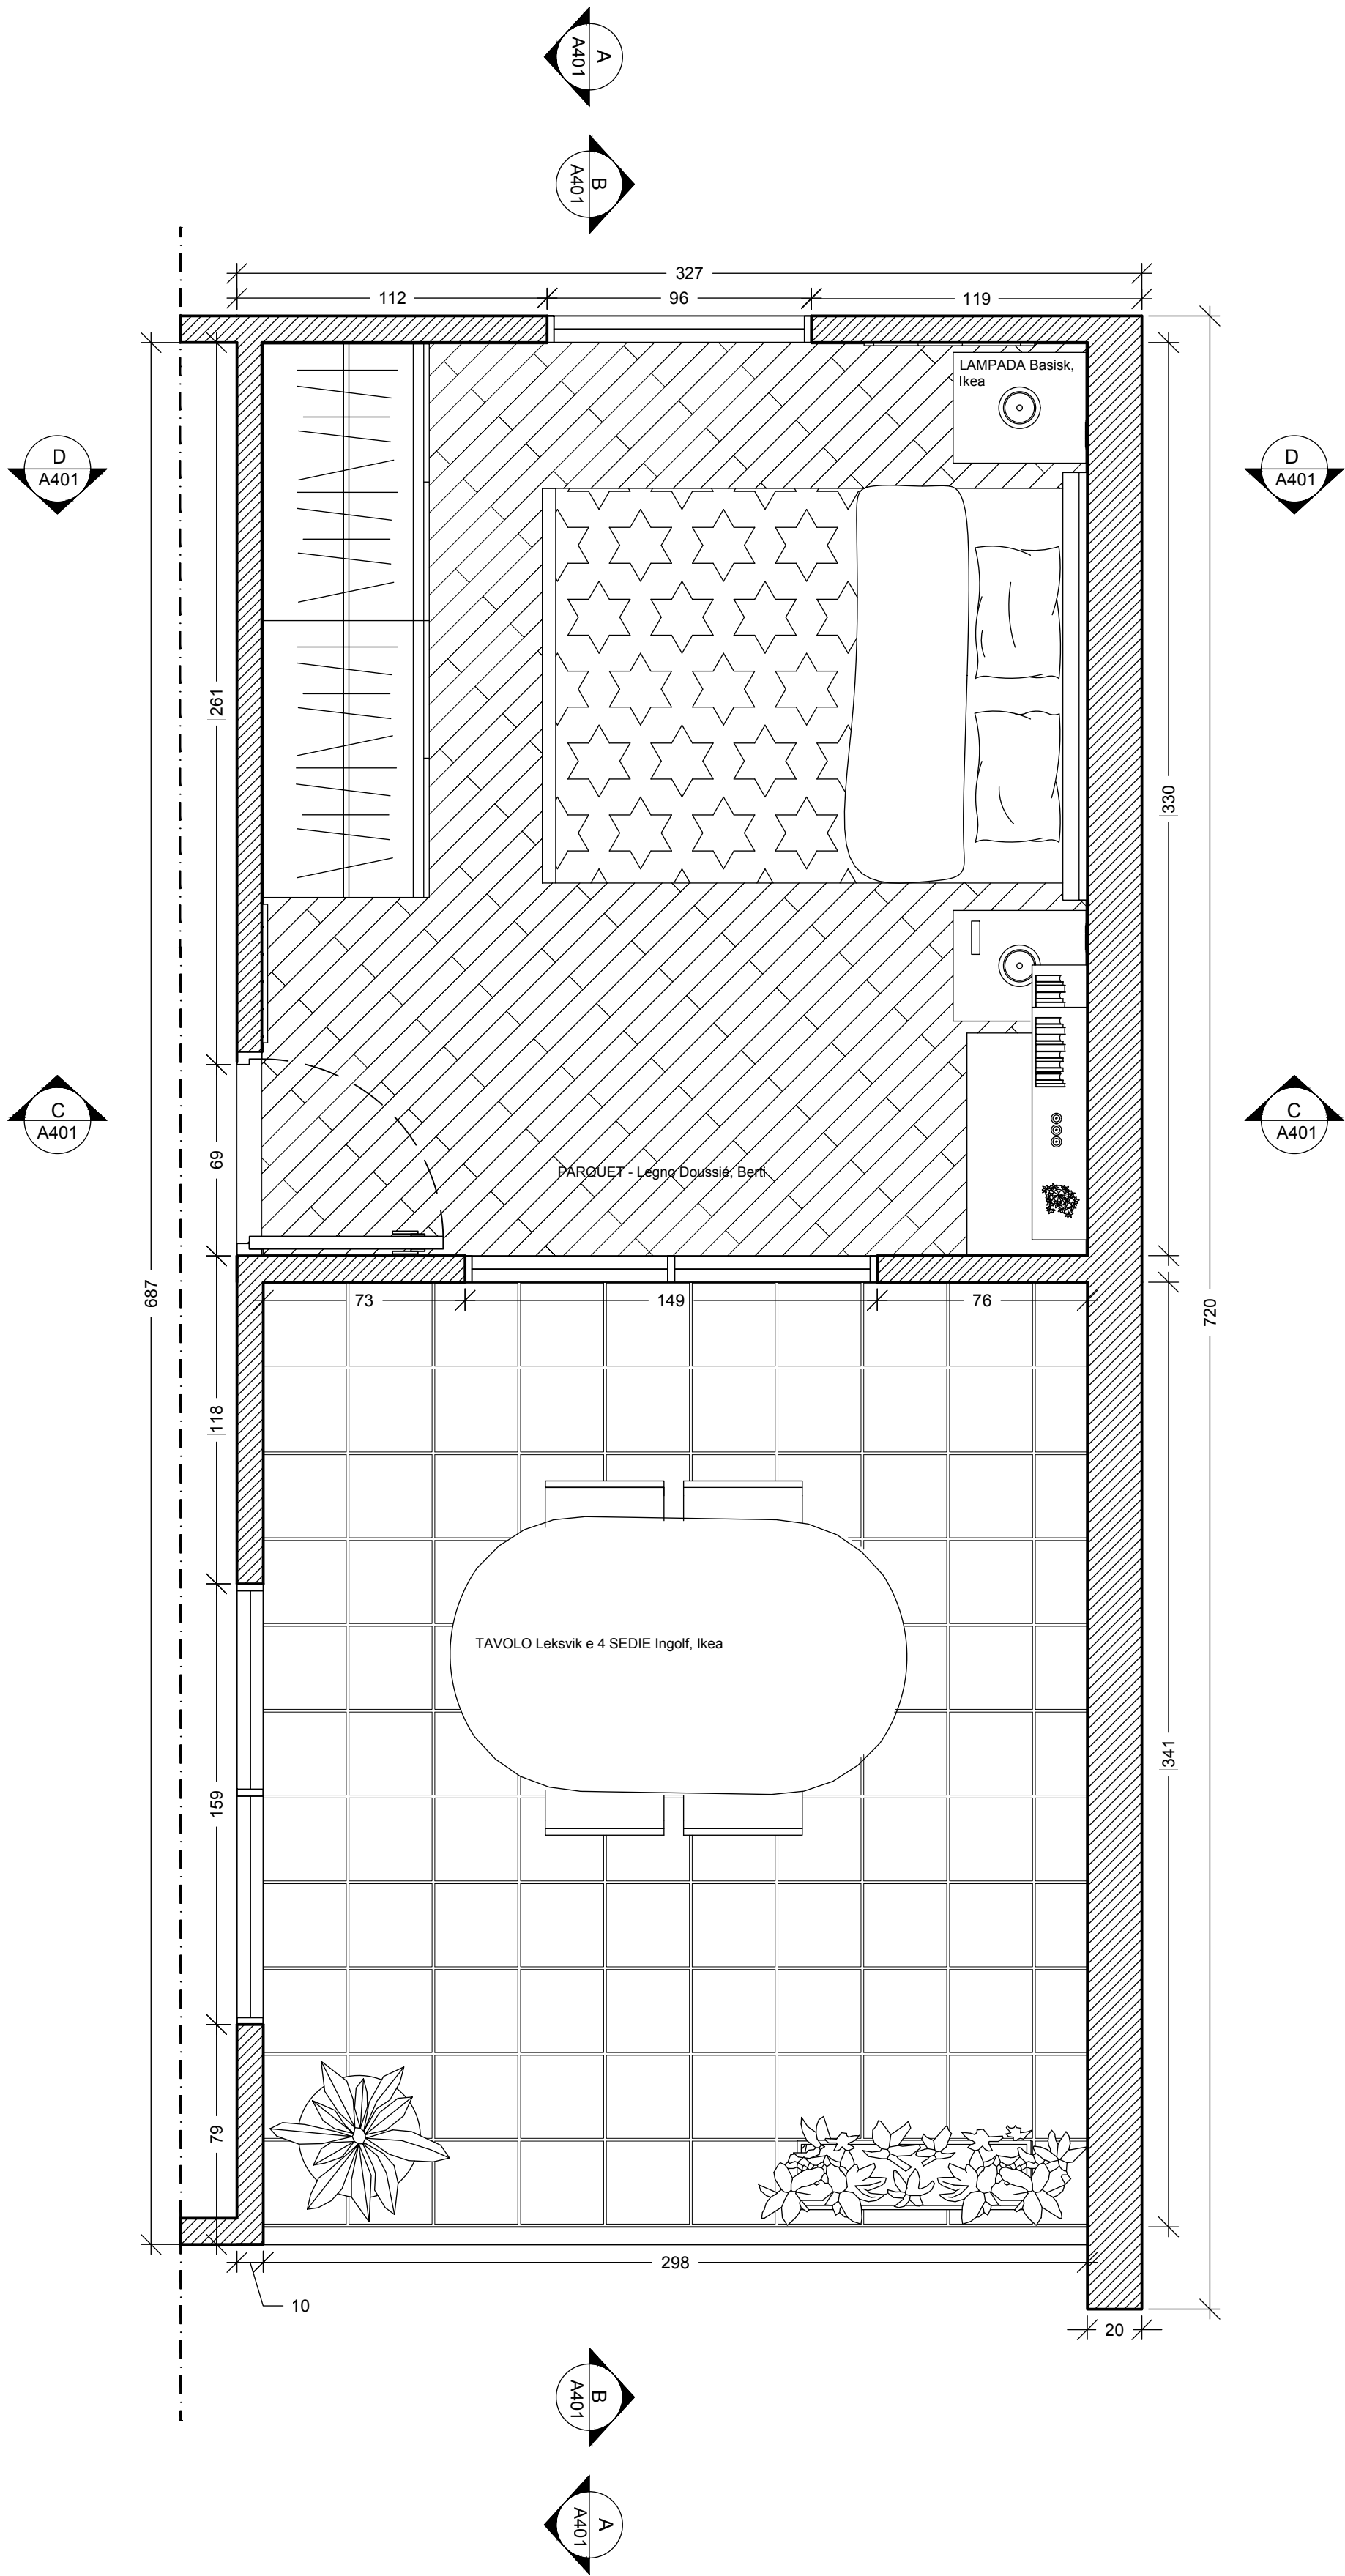 A
A401
B
A401
327
112
96
119
LAMPADA Basisk,
Ikea
D
A401
D
A401
261
330
C
A401
C
A401
69
PARQUET - Legno Doussié, Berti
687
720
73
149
76
118
TAVOLO Leksvik e 4 SEDIE Ingolf, Ikea
341
159
79
298
10
20
B
A401
A
A401